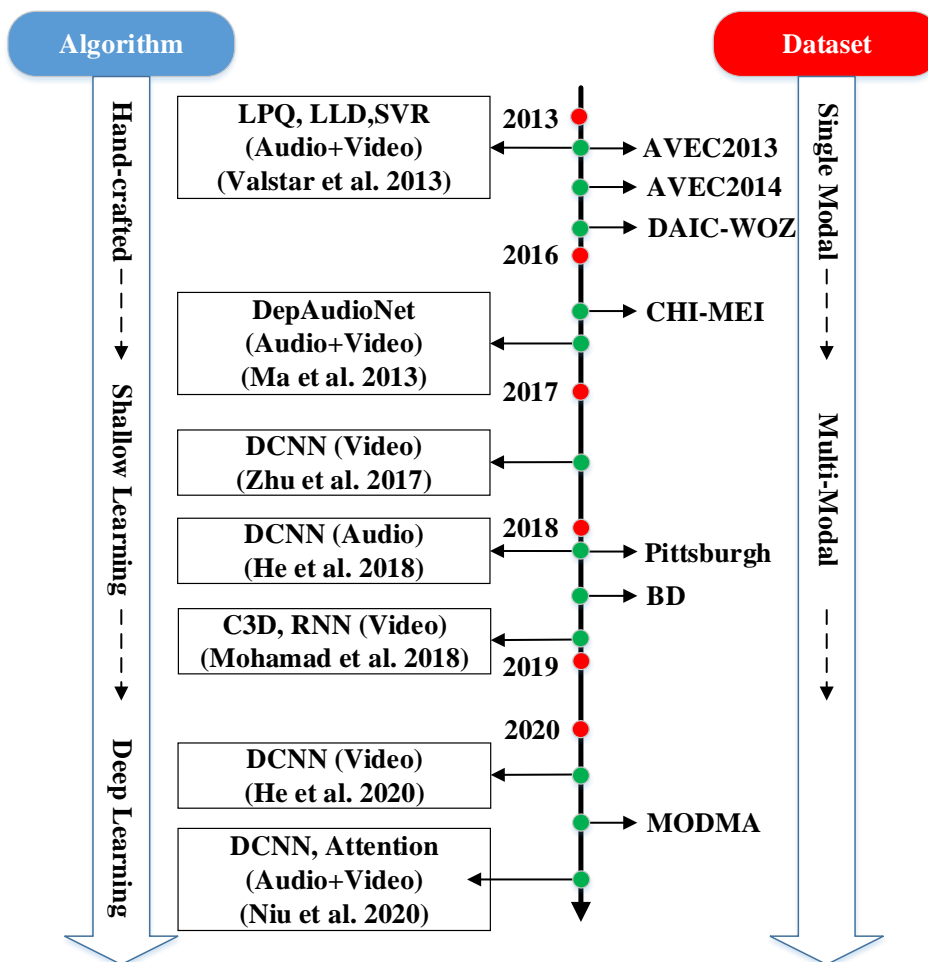 Algorithm
Dataset
Hand-crafted
Shallow Learning
Deep Learning
LPQ, LLD,SVR
(Audio+Video)
(Valstar et al. 2013)
DepAudioNet
(Audio+Video)
(Ma et al. 2013)
DCNN (Video)
(Zhu et al. 2017)
DCNN (Audio)
(He et al. 2018)
C3D, RNN (Video)
(Mohamad et al. 2018)
DCNN (Video)
(He et al. 2020)
DCNN, Attention
(Audio+Video)
(Niu et al. 2020)
2013
2016
2017
2018
2019
2020
AVEC2013
AVEC2014
DAIC-WOZ
CHI-MEI
Pittsburgh
BD
MODMA
Single Modal
Multi-Modal